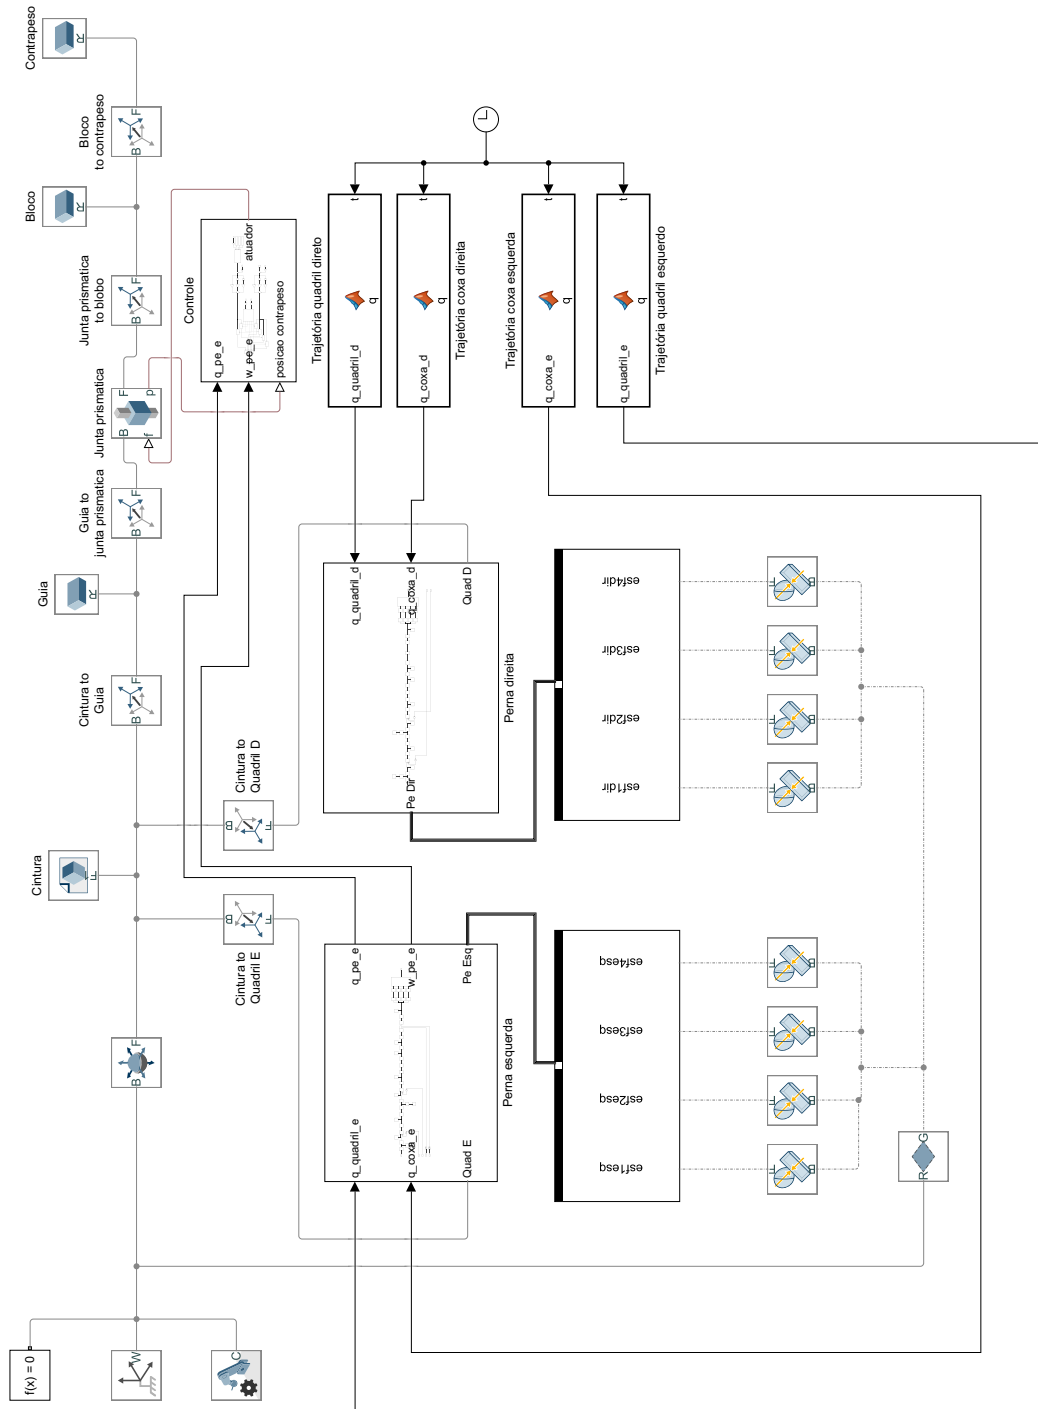 Contrapeso
R
Bloco
to contrapeso
B
F
Bloco
R
Junta prismatica
to blobo
B
F
Junta prismatica
B
F
f
p
Guia to
junta prismatica
B
F
Guia
R
Cintura to
Guia
B
F
Cintura
F
B
F
f(x) = 0
W
C
Controle
q_pe_e
w_pe_e
posicao contrapeso
atuador
Cintura to
Quadril D
B
F
Cintura to
Quadril E
B
F
Trajetória quadril direto
q_quadril_d
q
t
q_coxa_d
q
t
Trajetória coxa direita
Trajetória coxa esquerda
q_coxa_e
q
t
q_quadril_e
q
t
Trajetória quadril esquerdo
q_quadril_d
q_coxa_d
Quad D
Pe Dir
Perna direita
q_quadril_e
q_coxa_e
Quad E
q_pe_e
w_pe_e
Pe Esq
Perna esquerda
esf4dir
esf3dir
esf2dir
esf1dir
esf4esq
esf3esq
esf2esq
esf1esq
F
B
F
B
F
B
F
B
F
B
F
B
F
B
F
B
R
G